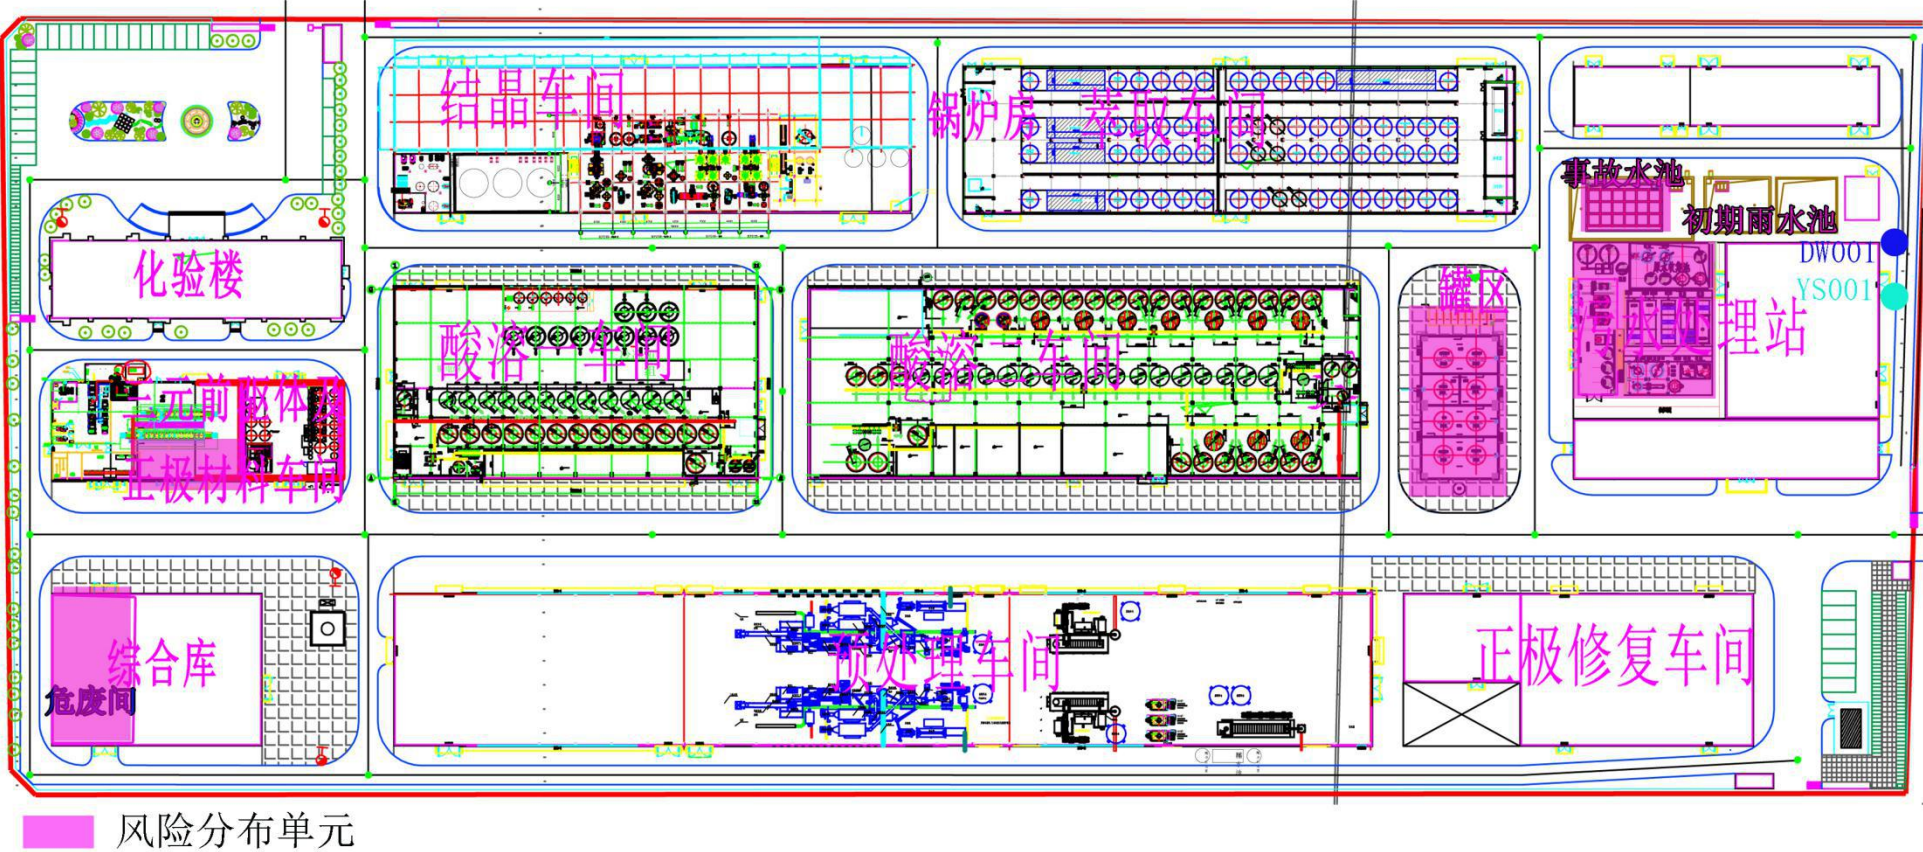 结晶车间
锅炉房
萃取车间
事故水池
初期雨水池
DW001
YS001
化验楼
酸溶一车间
酸溶二车间
罐区
污水处理站
三元前驱体及
正极材料车间
综合库
危废间
预处理车间
正极修复车间
风险分布单元